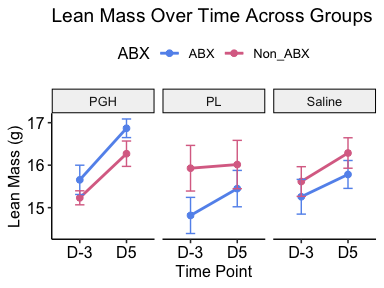 Lean Mass Over Time Across Groups
ABX ABX Non_ABX
PGH PL Saline
Lean Mass (g)
17
16
15
D-3 D5 D-3 D5 D-3 D5
Time Point